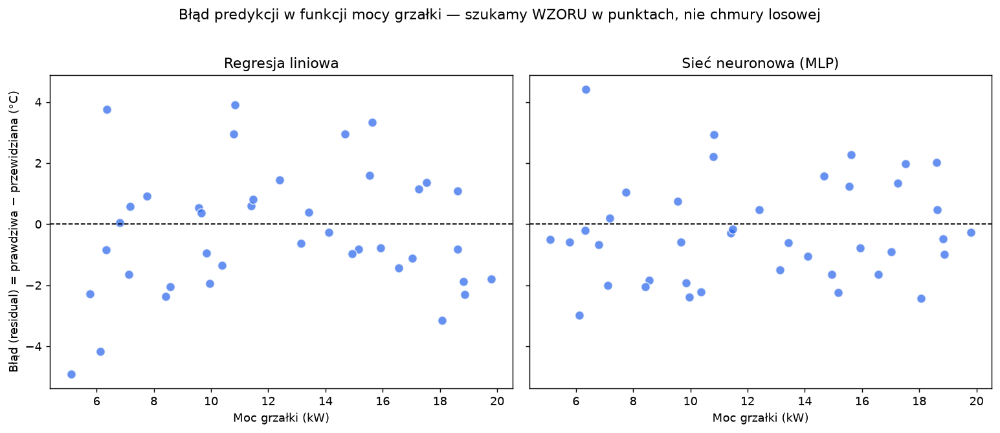 Błąd predykcji w funkcji mocy grzałki — szukamy WZORU w punktach, nie chmury losowej
Regresja liniowa
Sieć neuronowa (MLP)
Błąd (residual) = prawdziwa − przewidziana (°C)
4
2
0
−2
−4
6 8 10 12 14 16 18 20
6 8 10 12 14 16 18 20
Moc grzałki (kW)
Moc grzałki (kW)